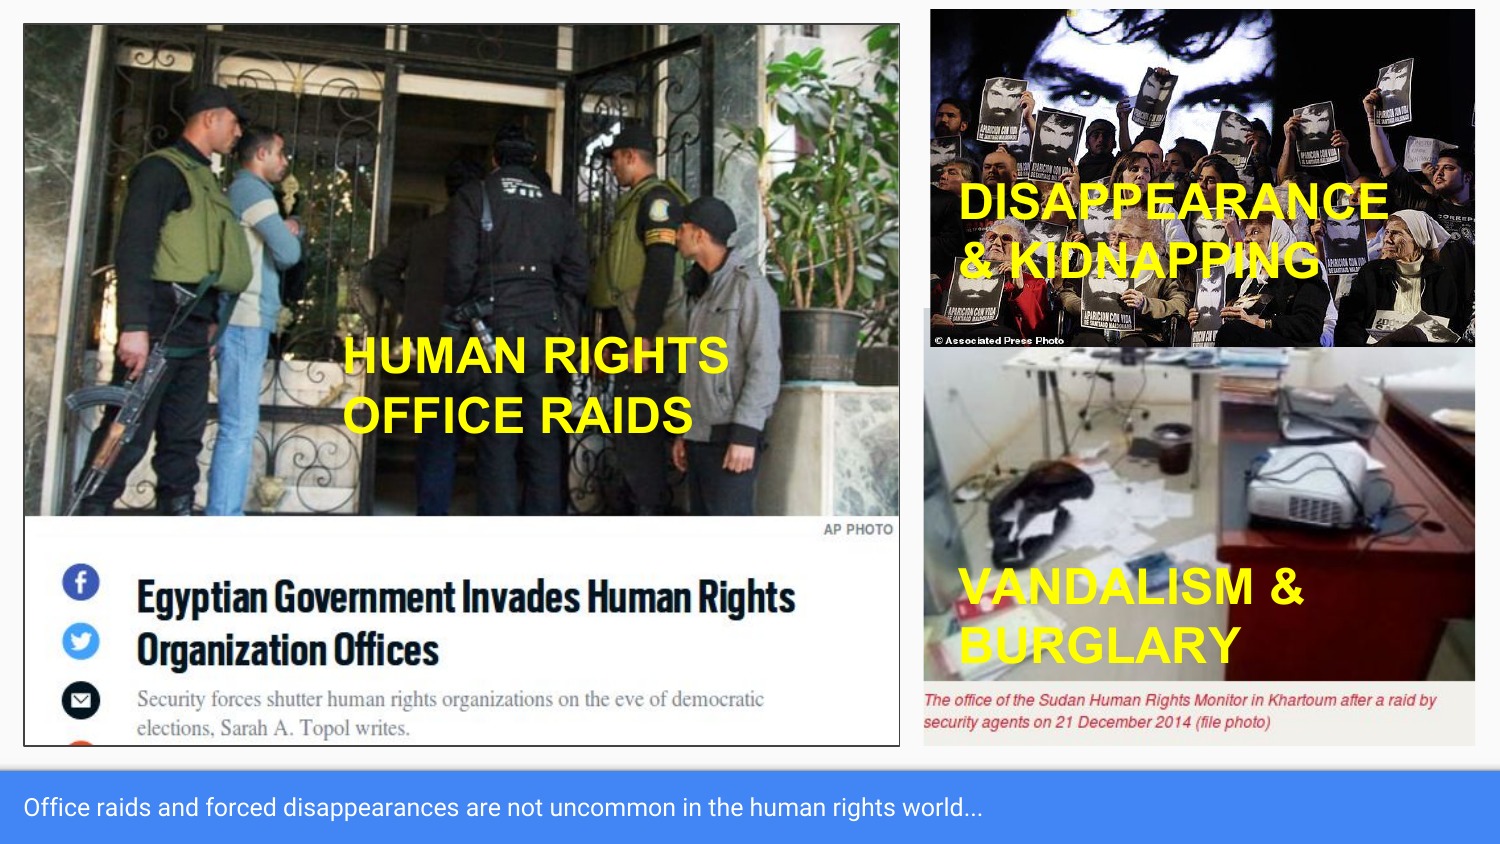 HUMAN RIGHTS
OFFICE RAIDS
AP PHOTO
Egyptian Government Invades Human Rights
Organization Offices
Security forces shutter human rights organizations on the eve of democratic
elections, Sarah A. Topol writes.
APARICION CON VIDA
DE SANTIAGO MALDONADO
DISAPPEARANCE
& KIDNAPPING
© Associated Press Photo
VANDALISM &
BURGLARY
The office of the Sudan Human Rights Monitor in Khartoum after a raid by
security agents on 21 December 2014 (file photo)
Office raids and forced disappearances are not uncommon in the human rights world...